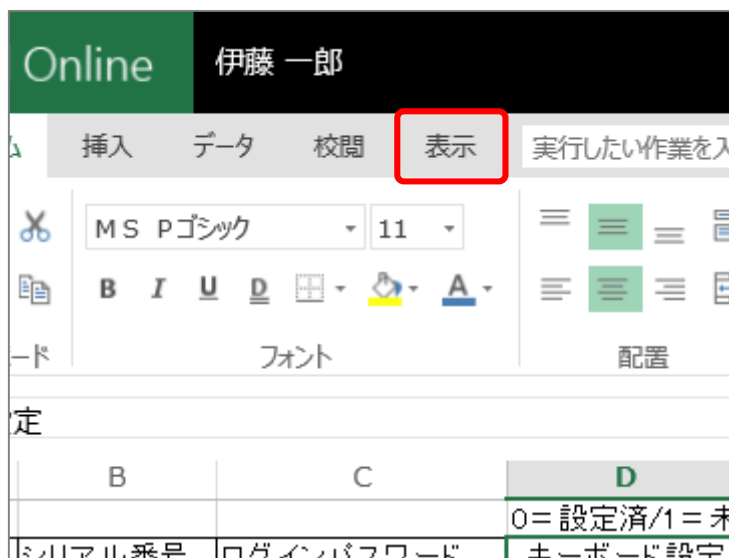 Online 伊藤 一郎
挿入 データ 校閲 表示 実行したい作業を入
ＭＳ Ｐゴシック 11
B I U D A
ード フォント 配置
定
B C D
0＝設定済/1＝未
シリアル番号 ログインパスワード キーボード設定